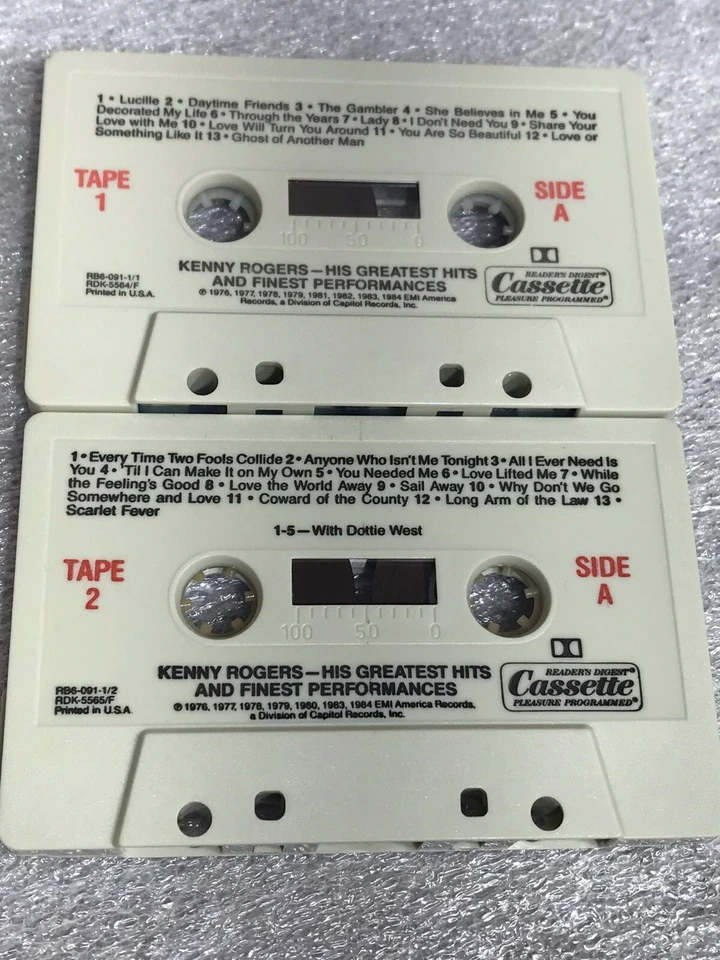 1 • Lucille 2 • Daytime Friends 3 • The Gambler 4 • She Believes in Me 5 • You
Decorated My Life 6 • Through the Years 7 • Lady 8 • I Don't Need You 9 • Share Your
Love with Me 10 • Love Will Turn You Around 11 • You Are So Beautiful 12 • Love or
Something Like It 13 • Ghost of Another Man
TAPE
1
SIDE
A
100 50 0
RB6-091-1/1
RDK-5564/F
Printed in U.S.A.
KENNY ROGERS—HIS GREATEST HITS
AND FINEST PERFORMANCES
℗ 1976, 1977, 1978, 1979, 1981, 1982, 1983, 1984 EMI America
Records, a Division of Capitol Records, Inc.
READER'S DIGEST®
Cassette
PLEASURE PROGRAMMED®
1 • Every Time Two Fools Collide 2 • Anyone Who Isn't Me Tonight 3 • All I Ever Need Is
You 4 • 'Til I Can Make It on My Own 5 • You Needed Me 6 • Love Lifted Me 7 • While
the Feeling's Good 8 • Love the World Away 9 • Sail Away 10 • Why Don't We Go
Somewhere and Love 11 • Coward of the County 12 • Long Arm of the Law 13 •
Scarlet Fever
1-5—With Dottie West
TAPE
2
SIDE
A
100 50 0
RB6-091-1/2
RDK-5565/F
Printed in U.S.A.
KENNY ROGERS—HIS GREATEST HITS
AND FINEST PERFORMANCES
℗ 1976, 1977, 1978, 1979, 1980, 1983, 1984 EMI America Records,
a Division of Capitol Records, Inc.
READER'S DIGEST®
Cassette
PLEASURE PROGRAMMED®